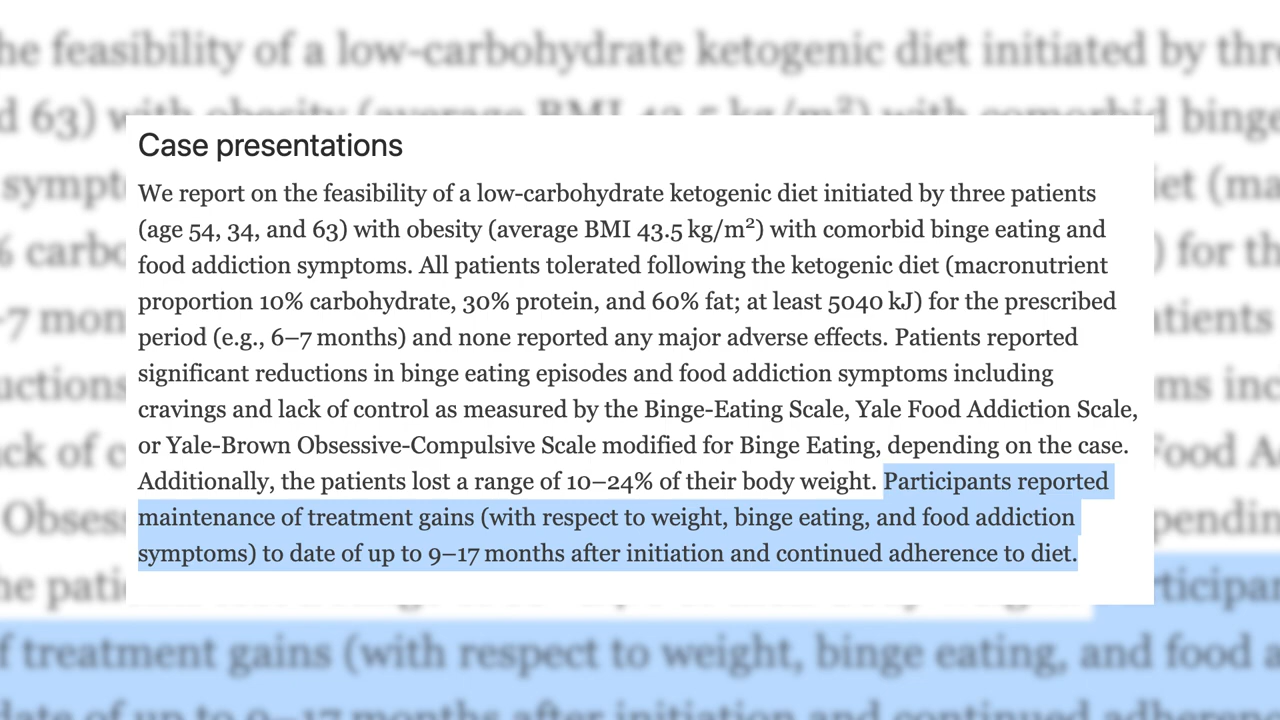 Case presentations
We report on the feasibility of a low-carbohydrate ketogenic diet initiated by three patients
(age 54, 34, and 63) with obesity (average BMI 43.5 kg/m²) with comorbid binge eating and
food addiction symptoms. All patients tolerated following the ketogenic diet (macronutrient
proportion 10% carbohydrate, 30% protein, and 60% fat; at least 5040 kJ) for the prescribed
period (e.g., 6–7 months) and none reported any major adverse effects. Patients reported
significant reductions in binge eating episodes and food addiction symptoms including
cravings and lack of control as measured by the Binge-Eating Scale, Yale Food Addiction Scale,
or Yale-Brown Obsessive-Compulsive Scale modified for Binge Eating, depending on the case.
Additionally, the patients lost a range of 10–24% of their body weight. Participants reported
maintenance of treatment gains (with respect to weight, binge eating, and food addiction
symptoms) to date of up to 9–17 months after initiation and continued adherence to diet.